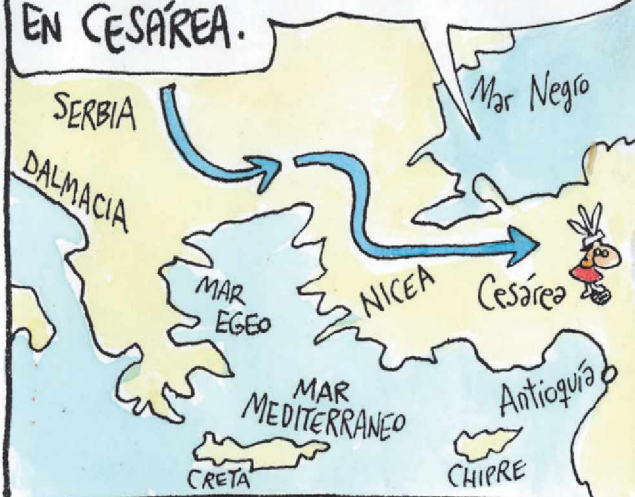 EN CESÁREA.
Mar Negro
SERBIA
DALMACIA
MAR
EGEO
NICEA
Cesárea
Antioquía
MAR
MEDITERRANEO
CRETA
CHIPRE